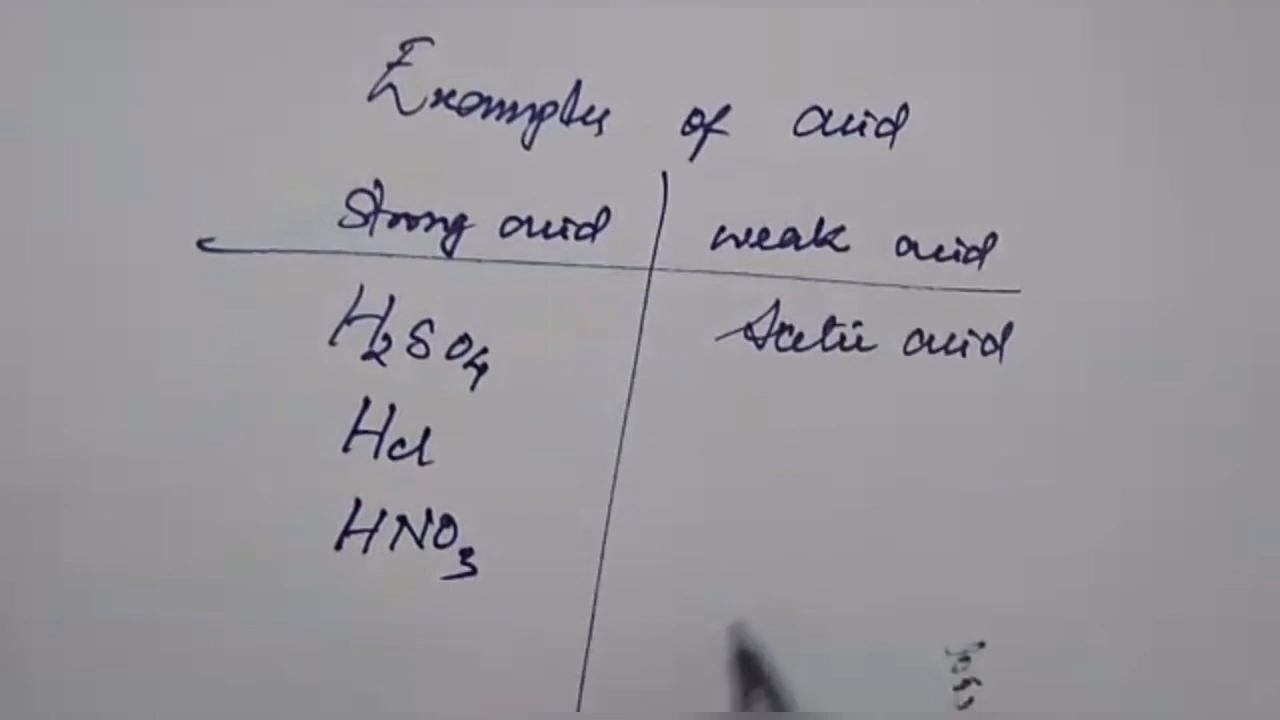 Examples of acid
Strong acid weak acid
H₂SO₄ Acetic acid
HCl
HNO₃